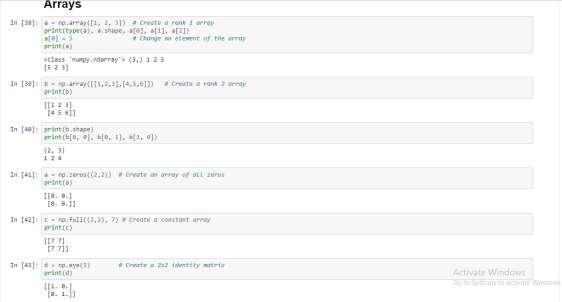 Arrays
In [38]: a = np.array([1, 2, 3])  # Create a rank 1 array
print(type(a), a.shape, a[0], a[1], a[2])
a[0] = 5                 # Change an element of the array
print(a)
<class 'numpy.ndarray'> (3,) 1 2 3
[5 2 3]
In [39]: b = np.array([[1,2,3],[4,5,6]])   # Create a rank 2 array
print(b)
[[1 2 3]
[4 5 6]]
In [40]: print(b.shape)
print(b[0, 0], b[0, 1], b[1, 0])
(2, 3)
1 2 4
In [41]: a = np.zeros((2,2))  # Create an array of all zeros
print(a)
[[0. 0.]
[0. 0.]]
In [42]: c = np.full((2,2), 7) # Create a constant array
print(c)
[[7 7]
[7 7]]
In [43]: d = np.eye(2)        # Create a 2x2 identity matrix
print(d)
[[1. 0.]
[0. 1.]]
Activate Windows
Go to Settings to activate Windows